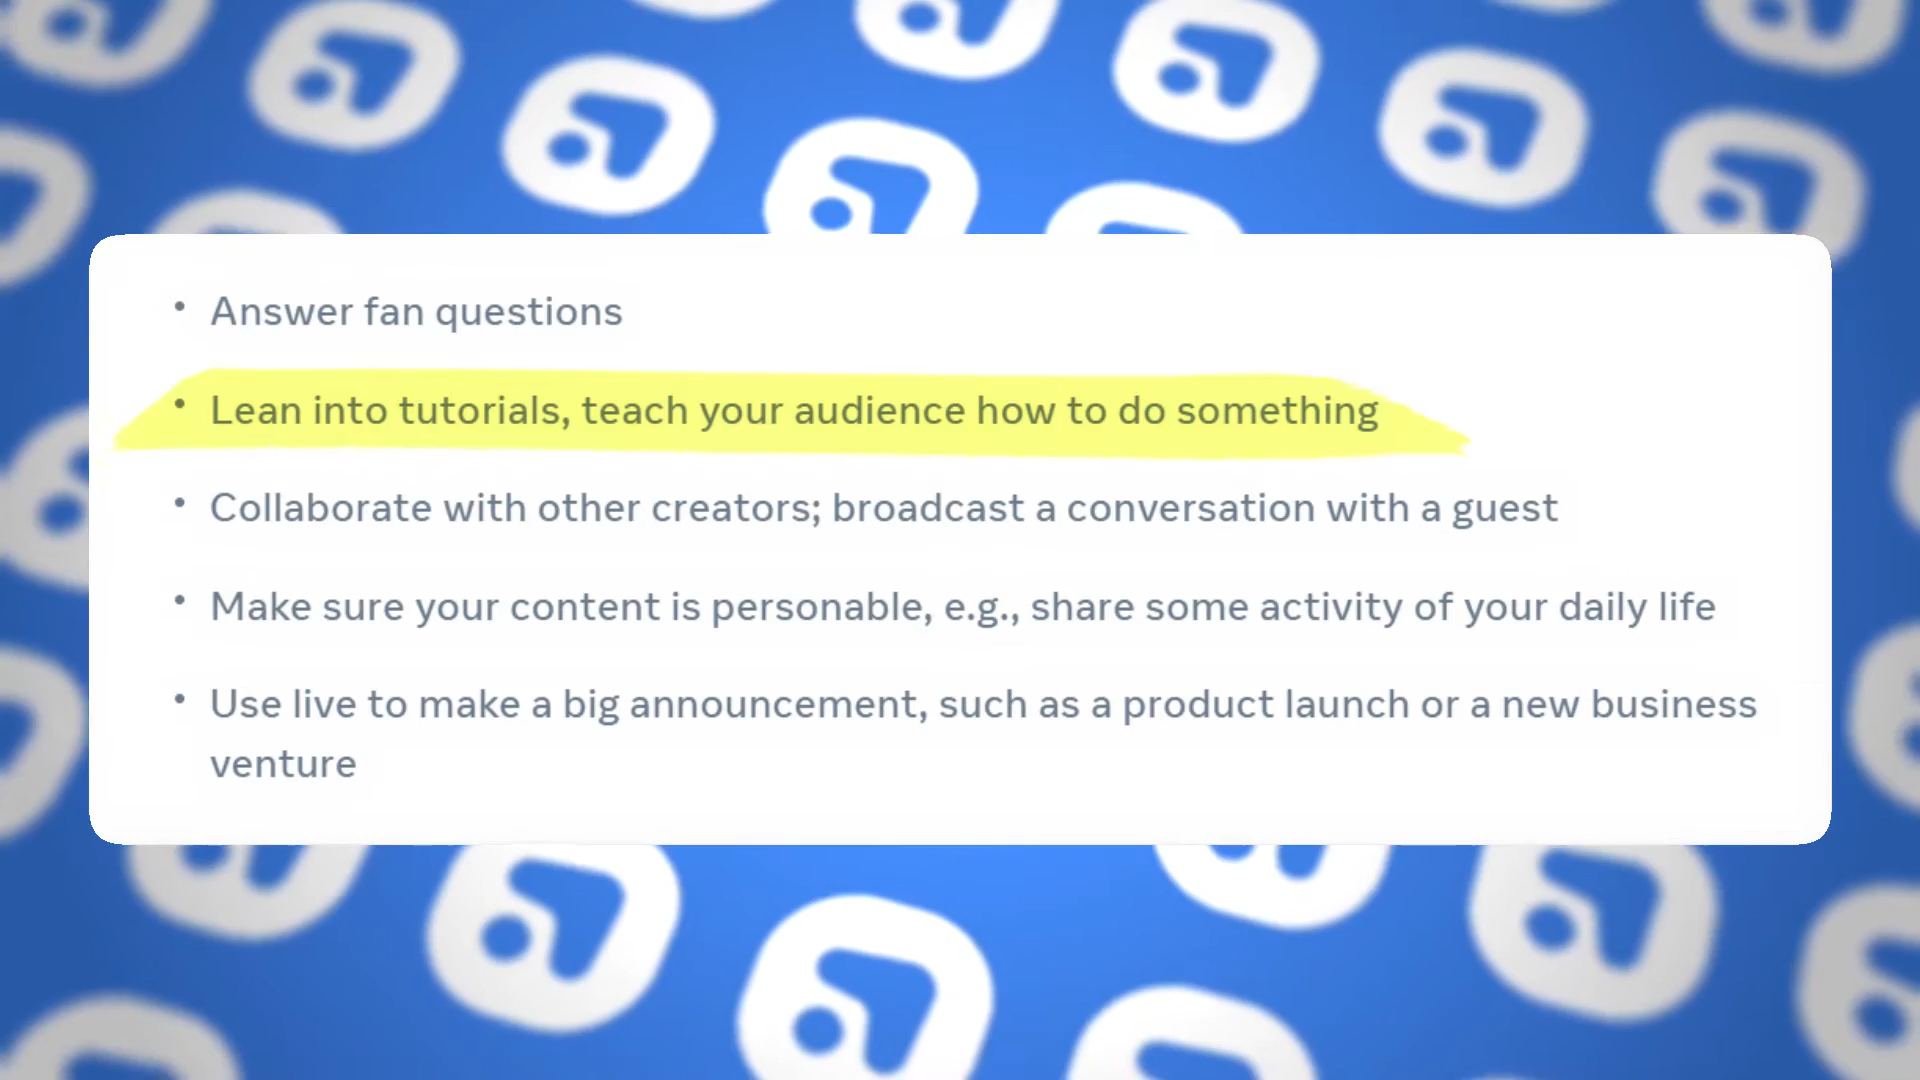 • Answer fan questions
• Lean into tutorials, teach your audience how to do something
• Collaborate with other creators; broadcast a conversation with a guest
• Make sure your content is personable, e.g., share some activity of your daily life
• Use live to make a big announcement, such as a product launch or a new business
venture